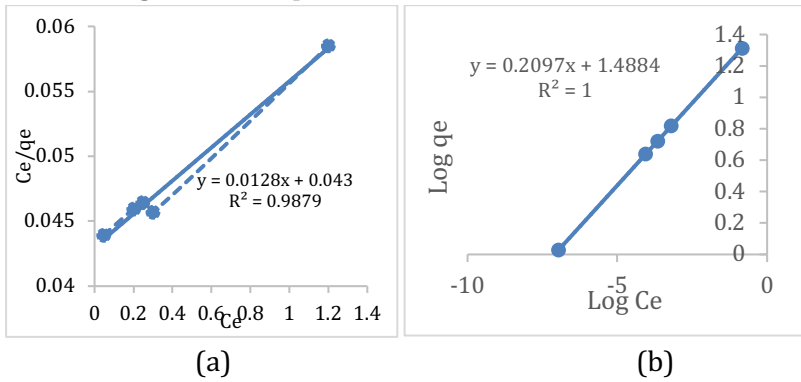 0.06
0.055
0.05
0.045
0.04
Ce/qe
y = 0.0128x + 0.043
R² = 0.9879
0 0.2 0.4 0.6 0.8 1 1.2 1.4
Ce
(a)
1.4
1.2
1
0.8
0.6
0.4
0.2
0
Log qe
y = 0.2097x + 1.4884
R² = 1
-10 -5 0
Log Ce
(b)